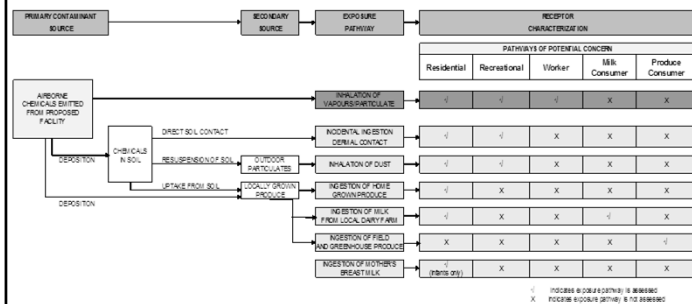 PRIMARY CONTAMINANT
SOURCE
SECONDARY
SOURCE
EXPOSURE
PATHWAY
RECEPTOR
CHARACTERIZATION
PATHWAYS OF POTENTIAL CONCERN
Residential
Recreational
Worker
Milk
Consumer
Produce
Consumer
AIRBORNE
CHEMICALS EMITTED
FROM PROPOSED
FACILITY
INHALATION OF
VAPOURS/PARTICULATE
√ √ √ X X
DIRECT SOIL CONTACT
INCIDENTAL INGESTION
DERMAL CONTACT
√ √ X X X
CHEMICALS
IN SOIL
DEPOSITION
RESUSPENSION OF SOIL
OUTDOOR
PARTICULATES
INHALATION OF DUST
√ √ X X X
UPTAKE FROM SOIL
LOCALLY GROWN
PRODUCE
INGESTION OF HOME
GROWN PRODUCE
√ X X X X
DEPOSITION
INGESTION OF MILK
FROM LOCAL DAIRY FARM
√ X X √ X
INGESTION OF FIELD
AND GREENHOUSE PRODUCE
X X X X √
INGESTION OF MOTHER'S
BREAST MILK
√ X X X X
(infants only)
√ Indicates exposure pathway is assessed
X Indicates exposure pathway is not assessed